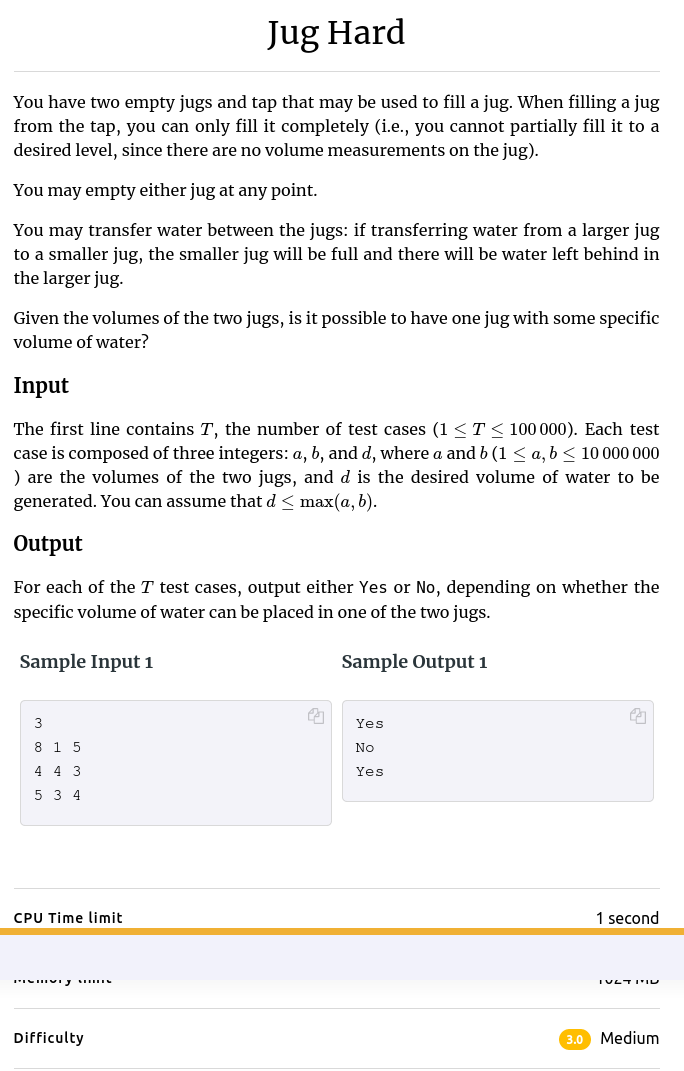 Jug Hard
You have two empty jugs and tap that may be used to fill a jug. When filling a jug
from the tap, you can only fill it completely (i.e., you cannot partially fill it to a
desired level, since there are no volume measurements on the jug).
You may empty either jug at any point.
You may transfer water between the jugs: if transferring water from a larger jug
to a smaller jug, the smaller jug will be full and there will be water left behind in
the larger jug.
Given the volumes of the two jugs, is it possible to have one jug with some specific
volume of water?
Input
The first line contains T, the number of test cases (1 ≤ T ≤ 100 000). Each test
case is composed of three integers: a, b, and d, where a and b (1 ≤ a, b ≤ 10 000 000
) are the volumes of the two jugs, and d is the desired volume of water to be
generated. You can assume that d ≤ max(a, b).
Output
For each of the T test cases, output either Yes or No, depending on whether the
specific volume of water can be placed in one of the two jugs.
Sample Input 1
Sample Output 1
3
8 1 5
4 4 3
5 3 4
Yes
No
Yes
CPU Time limit
1 second
Difficulty
3.0 Medium